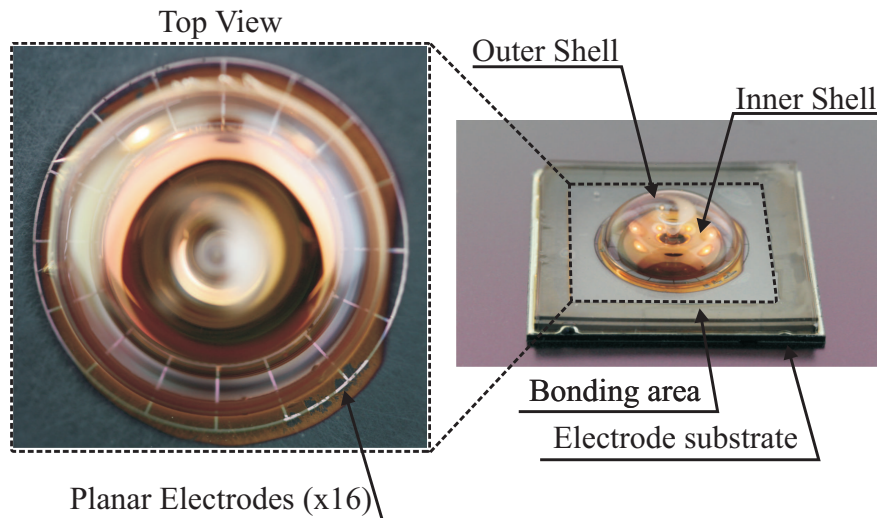 Top View
Outer Shell
Inner Shell
Bonding area
Electrode substrate
Planar Electrodes (x16)